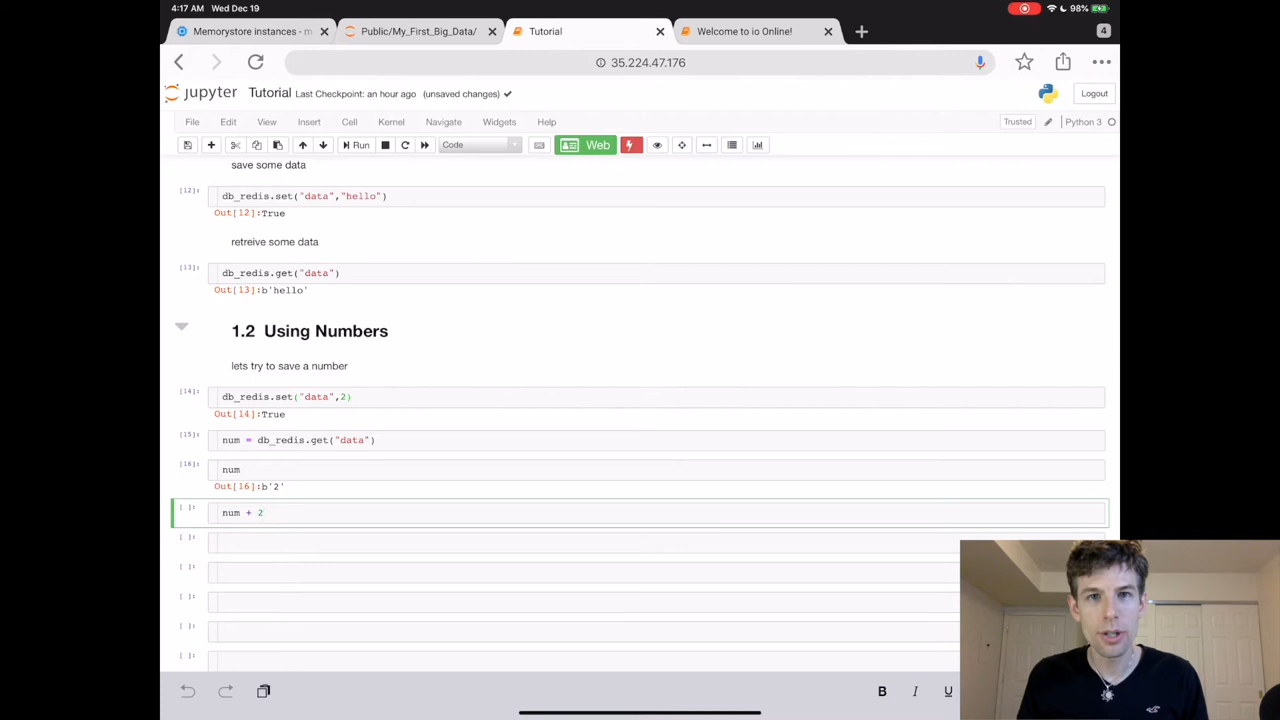 4:17 AM Wed Dec 19
98%
Memorystore instances - m
Public/My_First_Big_Data/
Tutorial
Welcome to io Online!
4
35.224.47.176
jupyter Tutorial Last Checkpoint: an hour ago (unsaved changes)
Logout
File Edit View Insert Cell Kernel Navigate Widgets Help
Trusted
Python 3
Run
Code
Web
save some data
[12]: db_redis.set("data","hello")
Out[12]:True
retreive some data
[13]: db_redis.get("data")
Out[13]:b'hello'
1.2 Using Numbers
lets try to save a number
[14]: db_redis.set("data",2)
Out[14]:True
[15]: num = db_redis.get("data")
[16]: num
Out[16]:b'2'
[ ]: num + 2
[ ]:
[ ]:
[ ]:
[ ]:
[ ]:
B I U